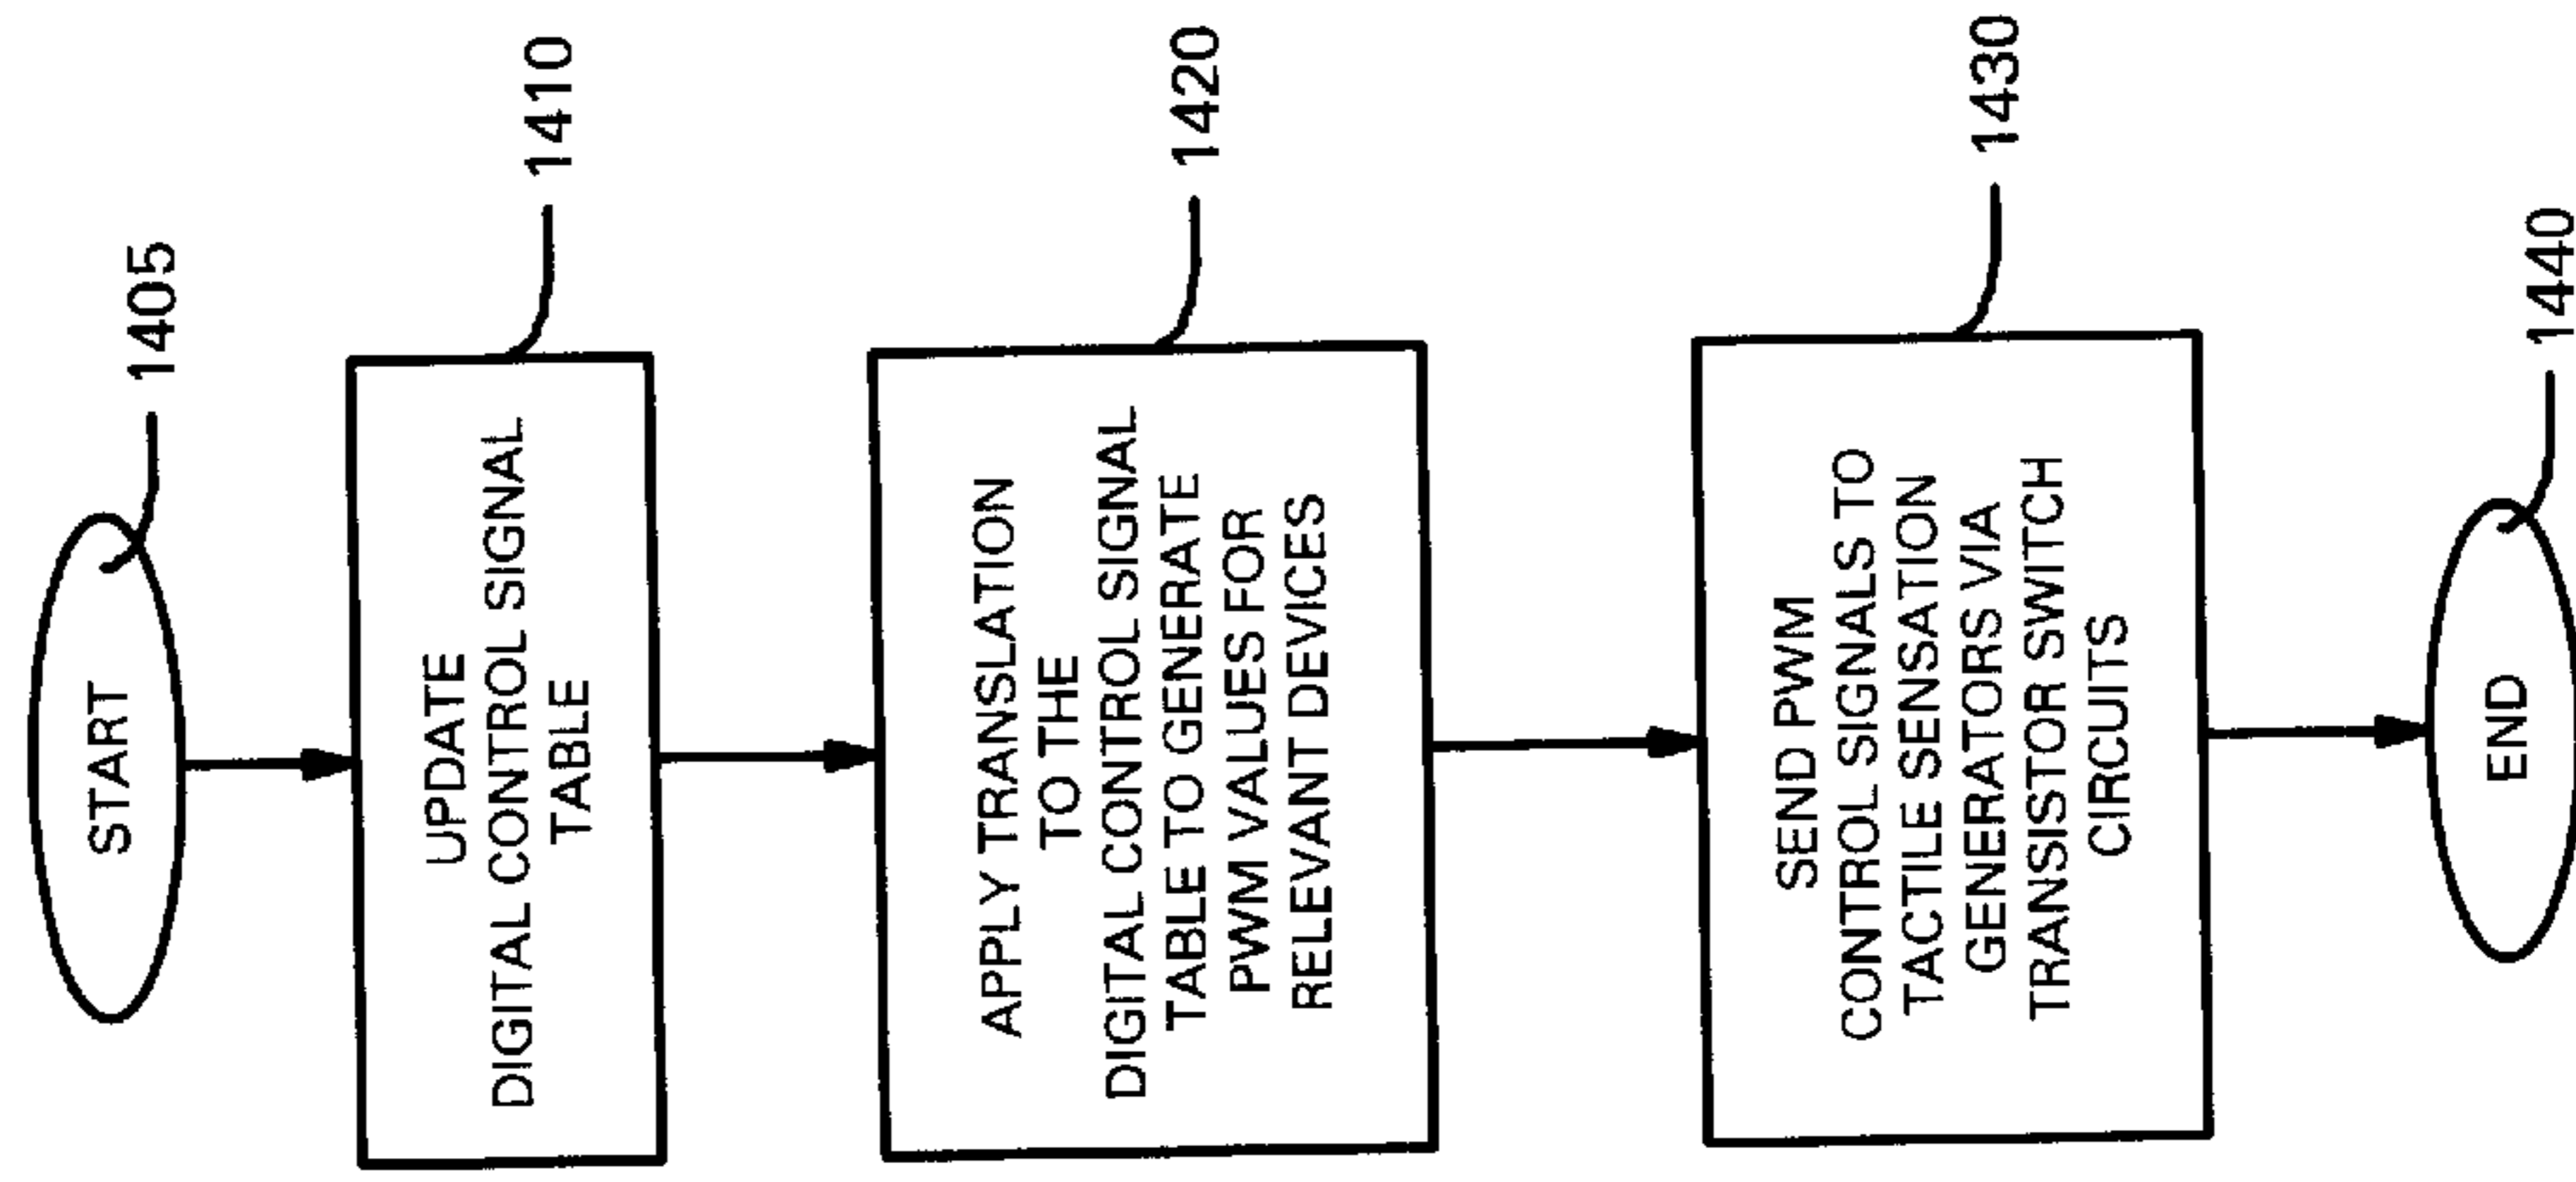 START
1405
UPDATE
DIGITAL CONTROL SIGNAL
TABLE
1410
APPLY TRANSLATION
TO THE
DIGITAL CONTROL SIGNAL
TABLE TO GENERATE
PWM VALUES FOR
RELEVANT DEVICES
1420
SEND PWM
CONTROL SIGNALS TO
TACTILE SENSATION
GENERATORS VIA
TRANSISTOR SWITCH
CIRCUITS
1430
END
1440